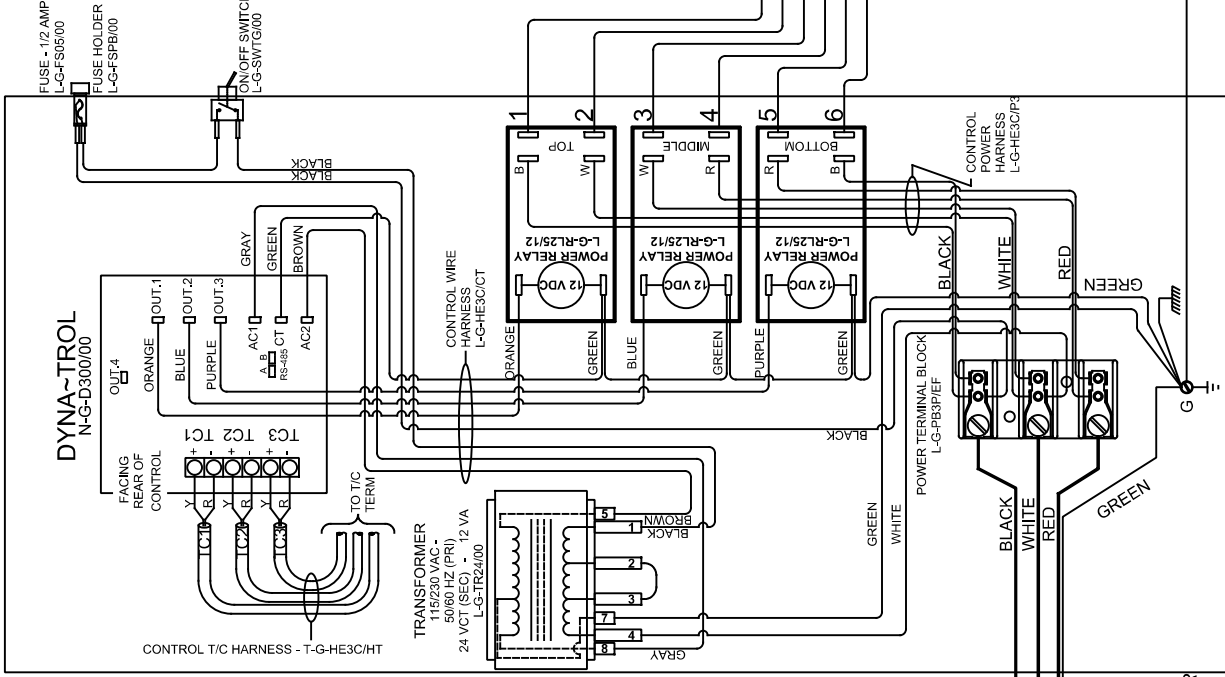 FUSE - 1/2 AMP
L-G-FS05/00
FUSE HOLDER
L-G-FSPB/00
ON/OFF SWITCH
L-G-SWTG/00
BLACK
BLACK
1
2
3
4
5
6
TOP
MIDDLE
BOTTOM
B
W
W
R
R
B
POWER RELAY
L-G-RL25/12
POWER RELAY
L-G-RL25/12
POWER RELAY
L-G-RL25/12
12 VDC
12 VDC
12 VDC
CONTROL
POWER
HARNESS
L-G-HE3C/P3
DYNA~TROL
N-G-D300/00
OUT.4
OUT.1
OUT.2
OUT.3
ORANGE
BLUE
PURPLE
GRAY
GREEN
BROWN
AC1
CT
AC2
A B
RS-485
CONTROL WIRE
HARNESS
L-G-HE3C/CT
ORANGE
GREEN
BLUE
GREEN
PURPLE
GREEN
BLACK
WHITE
RED
GREEN
TC1
TC2
TC3
+ - + - + -
Y R Y R Y R
FACING
REAR OF
CONTROL
TO T/C
TERM
CONTROL T/C HARNESS - T-G-HE3C/HT
TRANSFORMER
115/230 VAC -
50/60 HZ (PRI)
24 VCT (SEC) - 12 VA
L-G-TR24/00
5
1
2
3
7
4
8
BROWN
BLACK
GRAY
BLACK
GREEN
WHITE
POWER TERMINAL BLOCK
L-G-PB3P/EF
BLACK
WHITE
RED
GREEN
G